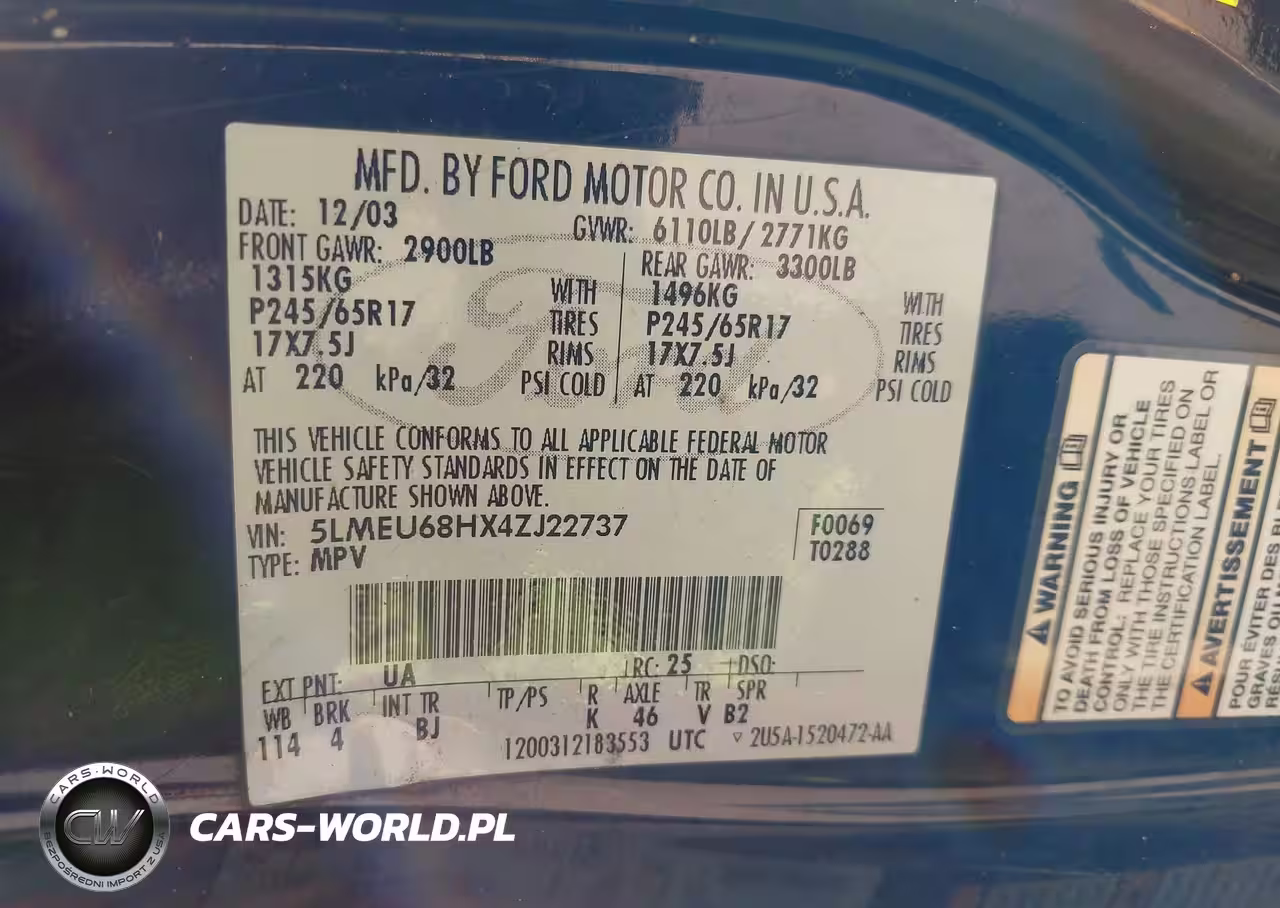 MFD. BY FORD MOTOR CO. IN U.S.A.
DATE: 12/03 GVWR: 6110LB/2771KG
FRONT GAWR: 2900LB REAR GAWR: 3300LB
1315KG WITH 1496KG WITH
P245/65R17 TIRES P245/65R17 TIRES
17X7.5J RIMS 17X7.5J RIMS
AT 220 kPa/32 PSI COLD AT 220 kPa/32 PSI COLD
Ford
THIS VEHICLE CONFORMS TO ALL APPLICABLE FEDERAL MOTOR
VEHICLE SAFETY STANDARDS IN EFFECT ON THE DATE OF
MANUFACTURE SHOWN ABOVE.
VIN: 5LMEU68HX4ZJ22737 F0069
TYPE: MPV T0288
EXT PNT: UA RC: 25 DSO:
WB BRK INT TR TP/PS R AXLE TR SPR
114 4 BJ K 46 V B2
1200312183553 UTC ▽ 2U5A-1520472-AA
WARNING
TO AVOID SERIOUS INJURY OR
DEATH FROM LOSS OF VEHICLE
CONTROL: REPLACE YOUR TIRES
ONLY WITH THOSE SPECIFIED ON
THE TIRE INSTRUCTIONS LABEL OR
THE CERTIFICATION LABEL.
AVERTISSEMENT
POUR ÉVITER DES
CARS-WORLD
CW
BEZPOŚREDNI IMPORT Z USA
CARS-WORLD.PL